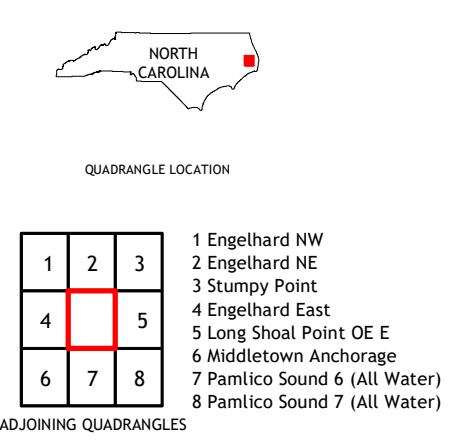 NORTH
CAROLINA
QUADRANGLE LOCATION
1 2 3
4 5
6 7 8
1 Engelhard NW
2 Engelhard NE
3 Stumpy Point
4 Engelhard East
5 Long Shoal Point OE E
6 Middletown Anchorage
7 Pamlico Sound 6 (All Water)
8 Pamlico Sound 7 (All Water)
ADJOINING QUADRANGLES